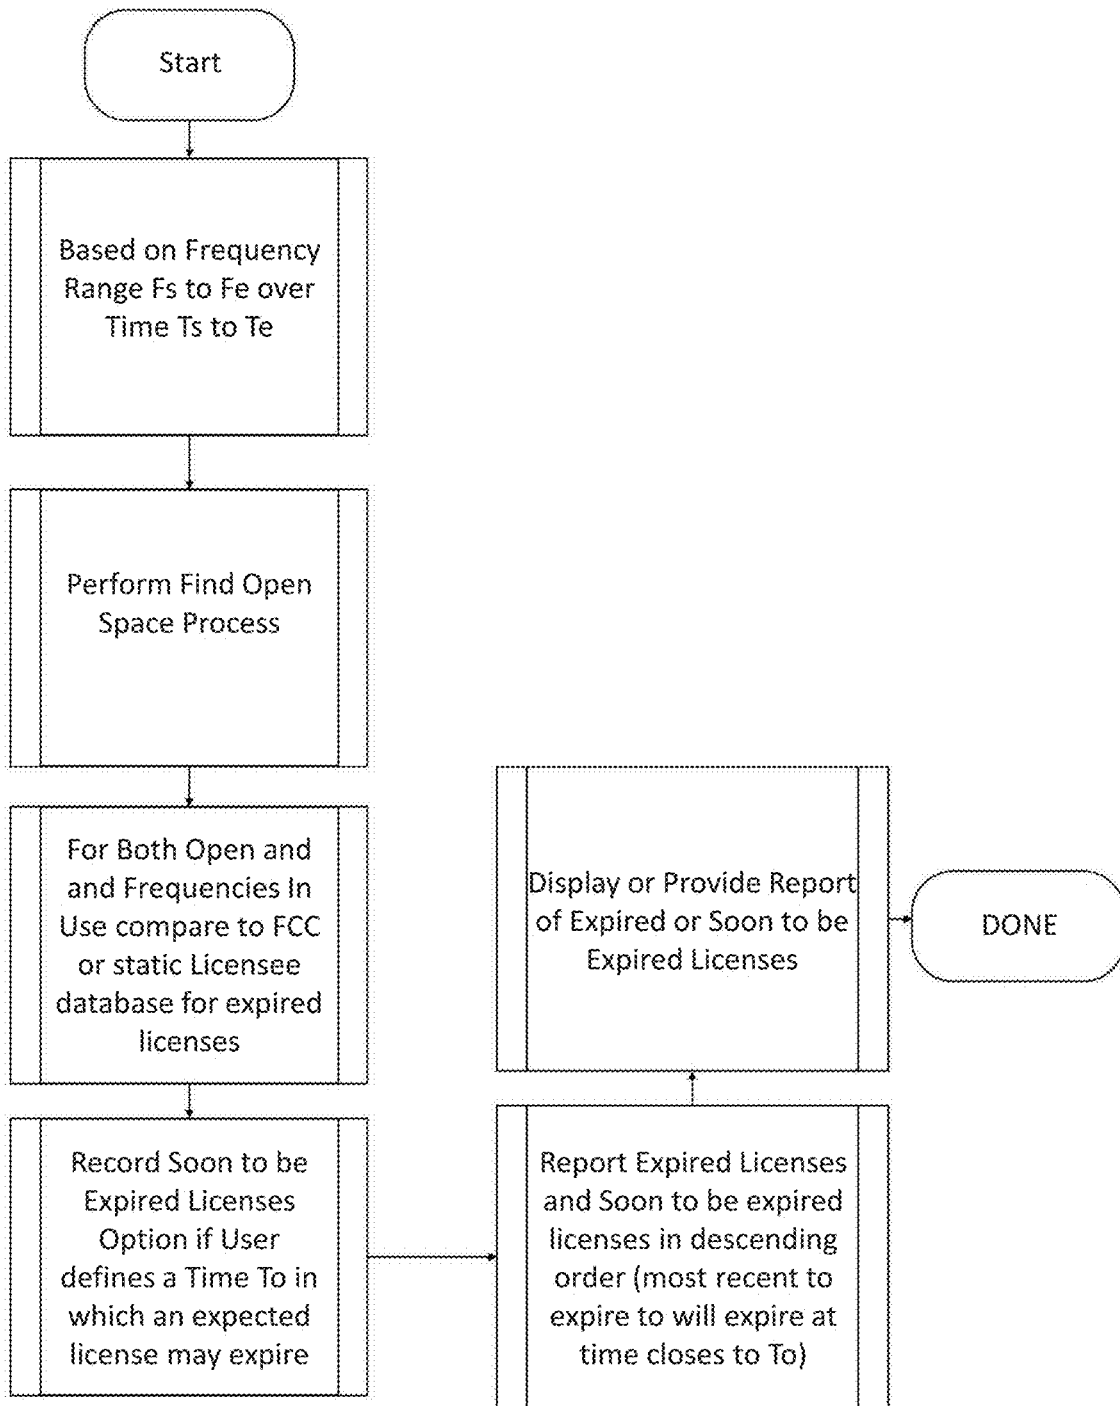 Start
Based on Frequency
Range Fs to Fe over
Time Ts to Te
Perform Find Open
Space Process
For Both Open and
and Frequencies In
Use compare to FCC
or static Licensee
database for expired
licenses
Record Soon to be
Expired Licenses
Option if User
defines a Time To in
which an expected
license may expire
Report Expired Licenses
and Soon to be expired
licenses in descending
order (most recent to
expire to will expire at
time closes to To)
Display or Provide Report
of Expired or Soon to be
Expired Licenses
DONE